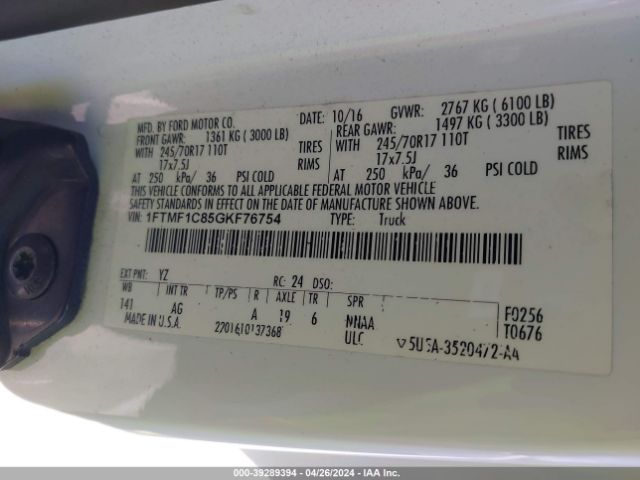 MFD. BY FORD MOTOR CO.
DATE: 10/16 GVWR: 2767 KG ( 6100 LB)
FRONT GAWR: 1361 KG ( 3000 LB) REAR GAWR: 1497 KG ( 3300 LB)
WITH 245/70R17 110T TIRES WITH 245/70R17 110T TIRES
17x7.5J RIMS 17x7.5J RIMS
AT 250 kPa/ 36 PSI COLD AT 250 kPa/ 36 PSI COLD
THIS VEHICLE CONFORMS TO ALL APPLICABLE FEDERAL MOTOR VEHICLE
SAFETY STANDARDS IN EFFECT ON THE DATE OF MANUFACTURE SHOWN ABOVE.
VIN: 1FTMF1C85GKF76754 TYPE: Truck
EXT PNT: YZ RC: 24 DSO:
WB INT TR TP/PS R AXLE TR SPR
141 AG A 19 6 NNAA F0256
MADE IN U.S.A. 2201610137368 ULC T0676
5USA-3520472-A4
© COPYRIGHT
STOCK #: 39289394 - 04/26/2024 - IAA Inc.